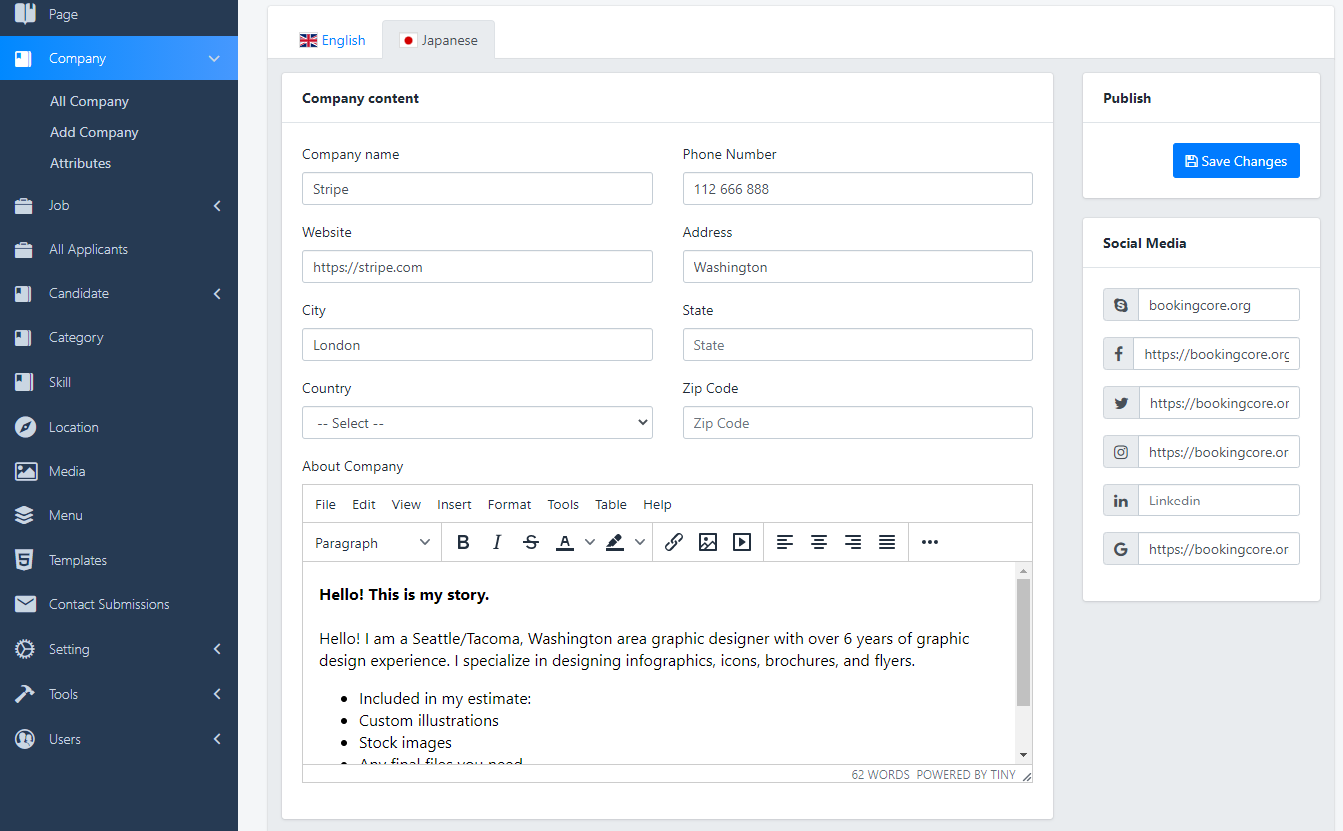 Page
Company
All Company
Add Company
Attributes
Job
All Applicants
Candidate
Category
Skill
Location
Media
Menu
Templates
Contact Submissions
Setting
Tools
Users
English
Japanese
Company content
Company name
Phone Number
Stripe
112 666 888
Website
Address
https://stripe.com
Washington
City
State
London
State
Country
Zip Code
-- Select --
Zip Code
About Company
File Edit View Insert Format Tools Table Help
Paragraph B I S A
Hello! This is my story.
Hello! I am a Seattle/Tacoma, Washington area graphic designer with over 6 years of graphic
design experience. I specialize in designing infographics, icons, brochures, and flyers.
Included in my estimate:
Custom illustrations
Stock images
Any final files you need
62 WORDS POWERED BY TINY
Publish
Save Changes
Social Media
bookingcore.org
https://bookingcore.org
https://bookingcore.or
https://bookingcore.or
Linkedin
https://bookingcore.or